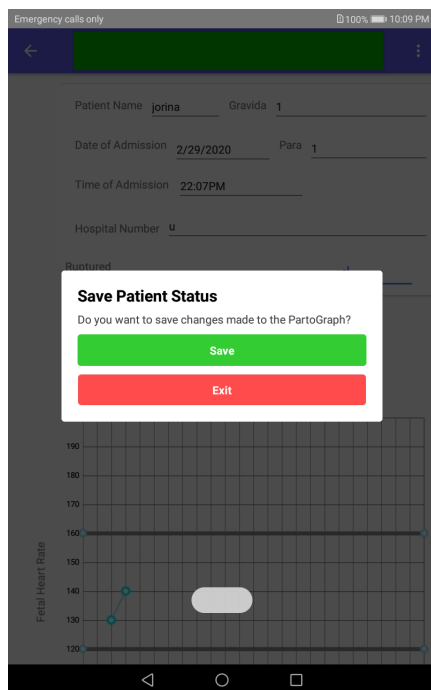 Emergency calls only 100% 10:09 PM
Patient Name jorina Gravida 1
Date of Admission 2/29/2020 Para 1
Time of Admission 22:07PM
Hospital Number u
Ruptured
Save Patient Status
Do you want to save changes made to the PartoGraph?
Save
Exit
190
180
170
160
150
140
130
120
Fetal Heart Rate